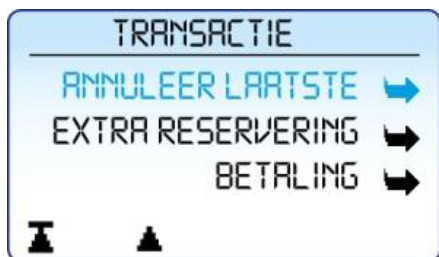 TRANSACTIE
ANNULEER LAATSTE
EXTRA RESERVERING
BETALING